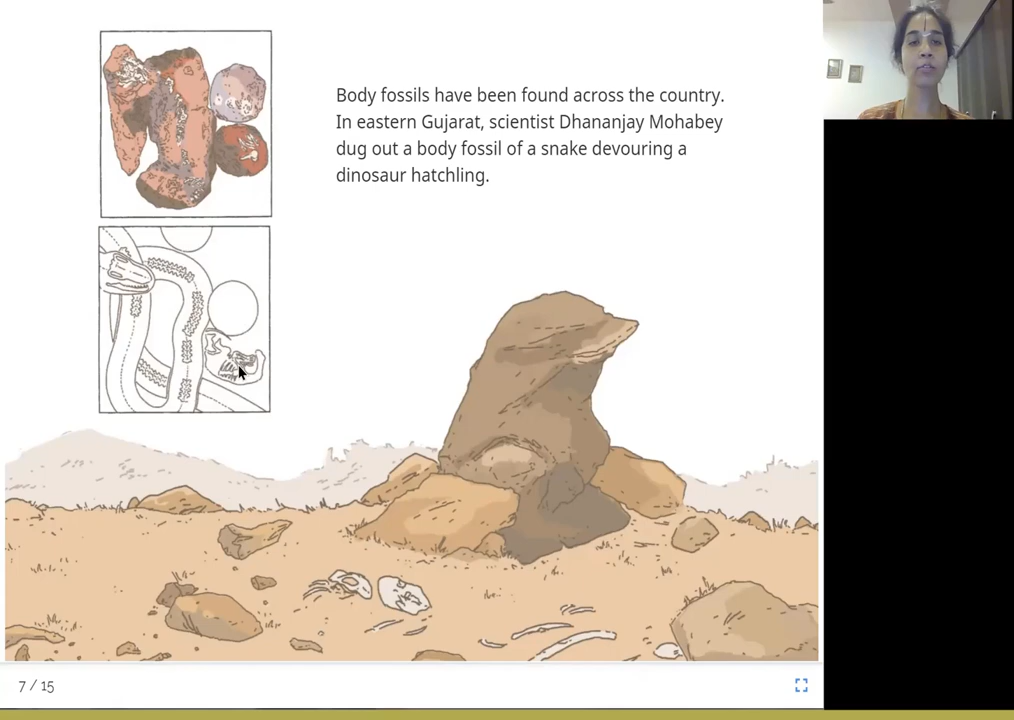 Body fossils have been found across the country.
In eastern Gujarat, scientist Dhananjay Mohabey
dug out a body fossil of a snake devouring a
dinosaur hatchling.
7 / 15